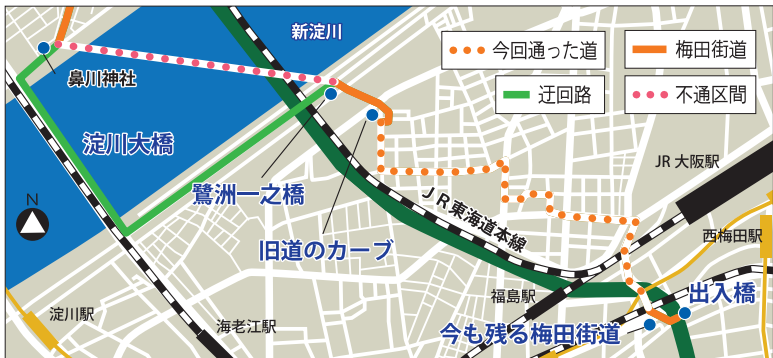 新淀川
今回通った道
梅田街道
迂回路
不通区間
鼻川神社
淀川大橋
鷺洲一之橋
旧道のカーブ
JR東海道本線
JR大阪駅
西梅田駅
N
福島駅
出入橋
今も残る梅田街道
淀川駅
海老江駅